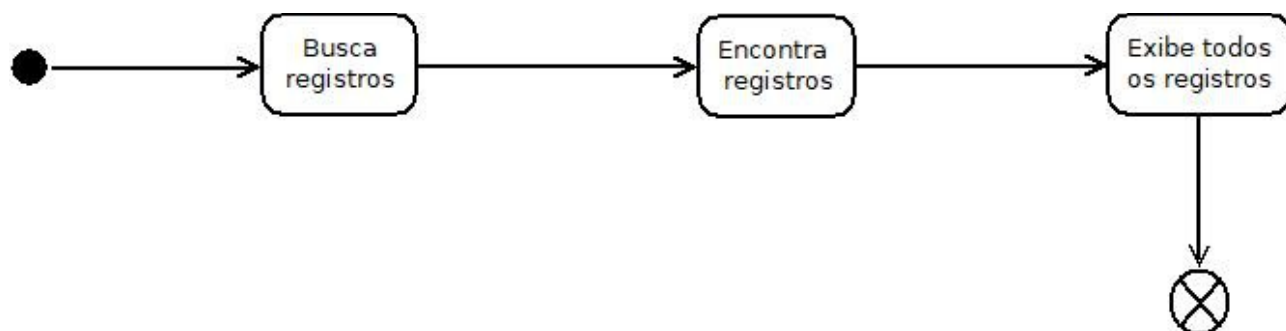 Busca
registros
Encontra
registros
Exibe todos
os registros